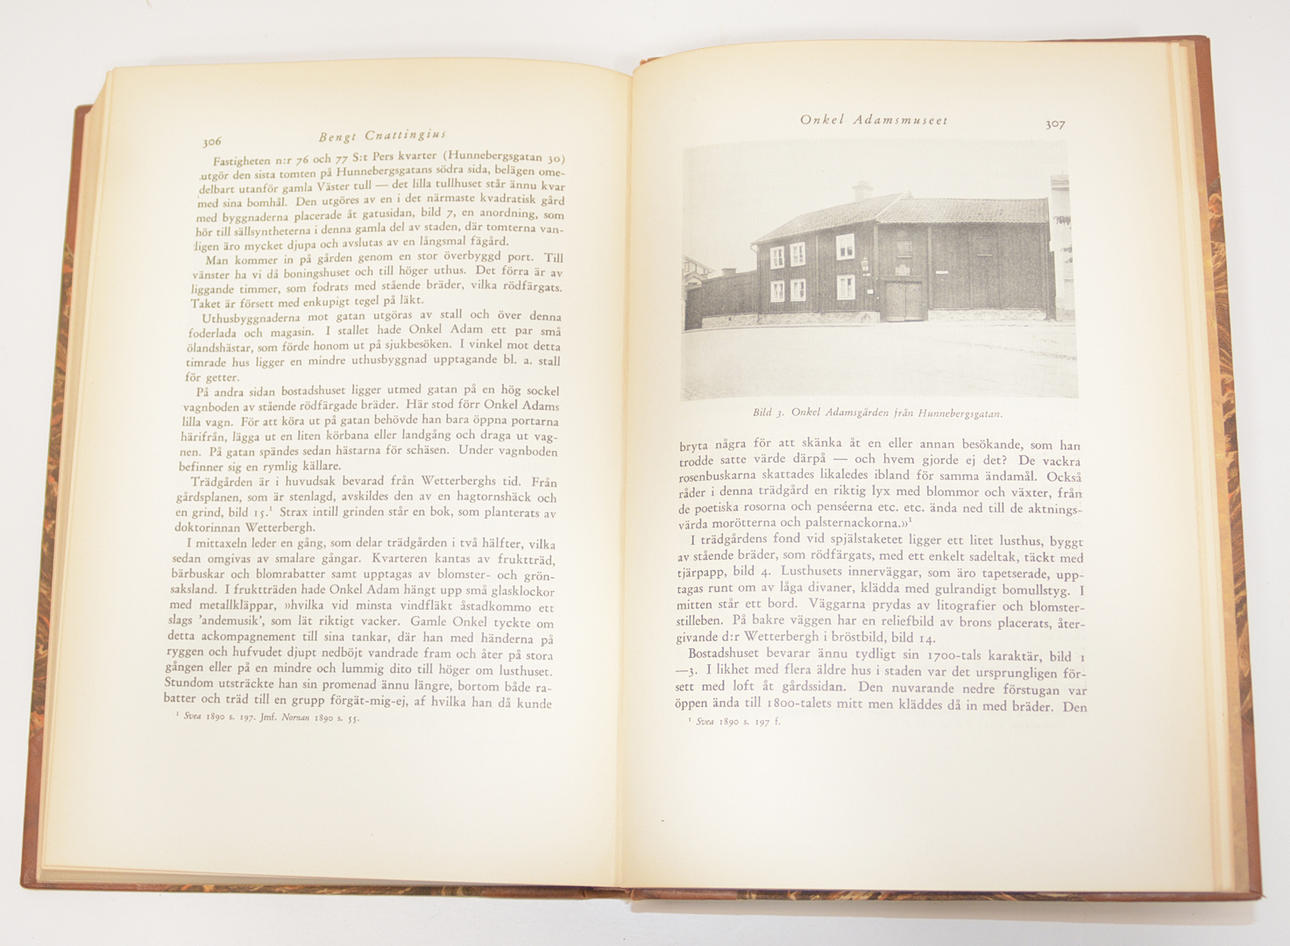 306
Bengt Cnattingius
Fastigheten n:r 76 och 77 S:t Pers kvarter (Hunnebergsgatan 30)
utgör den sista tomten på Hunnebergsgatans södra sida, belägen ome-
delbart utanför gamla Väster tull — det lilla tullhuset står ännu kvar
med sina bomhål. Den utgöres av en i det närmaste kvadratisk gård
med byggnaderna placerade åt gatusidan, bild 7, en anordning, som
hör till sällsyntheterna i denna gamla del av staden, där tomterna van-
ligen äro mycket djupa och avslutas av en långsmal fägård.
Man kommer in på gården genom en stor överbyggd port. Till
vänster ha vi då boningshuset och till höger uthus. Det förra är av
liggande timmer, som fodrats med stående bräder, vilka rödfärgats.
Taket är försett med enkupigt tegel på läkt.
Uthusbyggnaderna mot gatan utgöras av stall och över denna
foderlada och magasin. I stallet hade Onkel Adam ett par små
ölandshästar, som förde honom ut på sjukbesöken. I vinkel mot detta
timrade hus ligger en mindre uthusbyggnad upptagande bl. a. stall
för getter.
På andra sidan bostadshuset ligger utmed gatan på en hög sockel
vagnboden av stående rödfärgade bräder. Här stod förr Onkel Adams
lilla vagn. För att köra ut på gatan behövde han bara öppna portarna
härifrån, lägga ut en liten körbana eller landgång och draga ut vag-
nen. På gatan spändes sedan hästarna för schäsen. Under vagnboden
befinner sig en rymlig källare.
Trädgården är i huvudsak bevarad från Wetterberghs tid. Från
gårdsplanen, som är stenlagd, avskildes den av en hagtornshäck och
en grind, bild 15.¹ Strax intill grinden står en bok, som planterats av
doktorinnan Wetterbergh.
I mittaxeln leder en gång, som delar trädgården i två hälfter, vilka
sedan omgivas av smalare gångar. Kvarteren kantas av fruktträd,
bärbuskar och blomrabatter samt upptagas av blomster- och grön-
saksland. I fruktträden hade Onkel Adam hängt upp små glasklockor
med metallkläppar, »hvilka vid minsta vindfläkt åstadkommo ett
slags 'andemusik', som lät riktigt vacker. Gamle Onkel tyckte om
detta ackompagnement till sina tankar, där han med händerna på
ryggen och hufvudet djupt nedböjt vandrade fram och åter på stora
gången eller på en mindre och lummig dito till höger om lusthuset.
Stundom utsträckte han sin promenad ännu längre, bortom både ra-
batter och träd till en grupp förgät-mig-ej, af hvilka han då kunde
¹ Svea 1890 s. 197. Jmf. Nornan 1890 s. 55.
Onkel Adamsmuseet
307
Bild 3. Onkel Adamsgården från Hunnebergsgatan.
bryta några för att skänka åt en eller annan besökande, som han
trodde satte värde därpå — och hvem gjorde ej det? De vackra
rosenbuskarna skattades likaledes ibland för samma ändamål. Också
råder i denna trädgård en riktig lyx med blommor och växter, från
de poetiska rosorna och penséerna etc. etc. ända ned till de aktnings-
värda morötterna och palsternackorna.»¹
I trädgårdens fond vid spjälstaketet ligger ett litet lusthus, byggt
av stående bräder, som rödfärgats, med ett enkelt sadeltak, täckt med
tjärpapp, bild 4. Lusthusets innerväggar, som äro tapetserade, upp-
tagas runt om av låga divaner, klädda med gulrandigt bomullstyg. I
mitten står ett bord. Väggarna prydas av litografier och blomster-
stilleben. På bakre väggen har en reliefbild av brons placerats, åter-
givande d:r Wetterbergh i bröstbild, bild 14.
Bostadshuset bevarar ännu tydligt sin 1700-tals karaktär, bild 1
—3. I likhet med flera äldre hus i staden var det ursprungligen för-
sett med loft åt gårdssidan. Den nuvarande nedre förstugan var
öppen ända till 1800-talets mitt men kläddes då in med bräder. Den
¹ Svea 1890 s. 197 f.